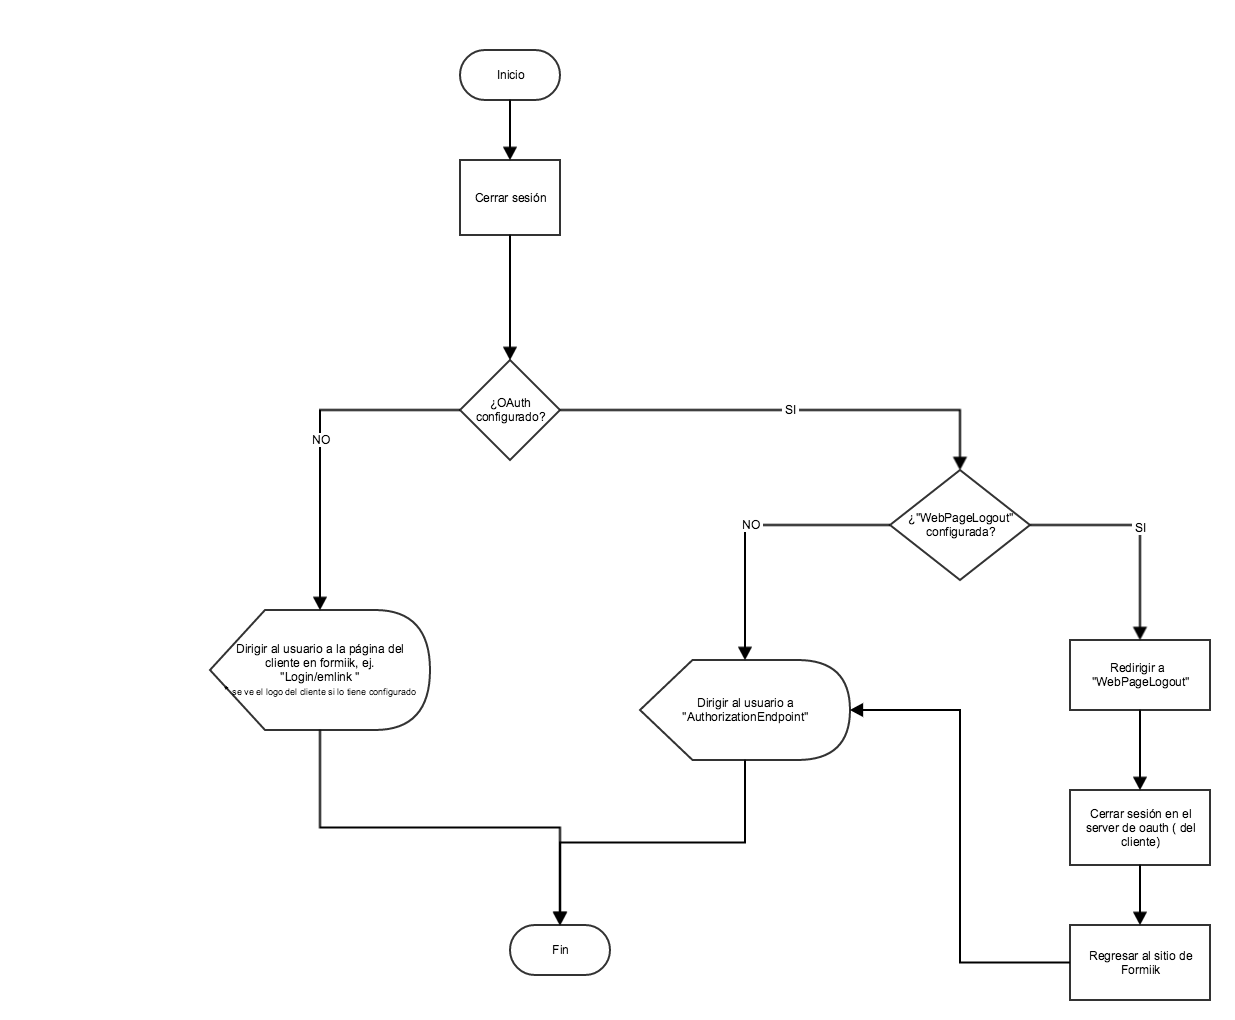 Inicio
Cerrar sesión
¿OAuth
configurado?
SI
NO
¿"WebPageLogout"
configurada?
NO
SI
Dirigir al usuario a la página del
cliente en formiik, ej.
"Login/emlink "
* se ve el logo del cliente si lo tiene configurado
Dirigir al usuario a
"AuthorizationEndpoint"
Redirigir a
"WebPageLogout"
Cerrar sesión en el
server de oauth ( del
cliente)
Regresar al sitio de
Formiik
Fin